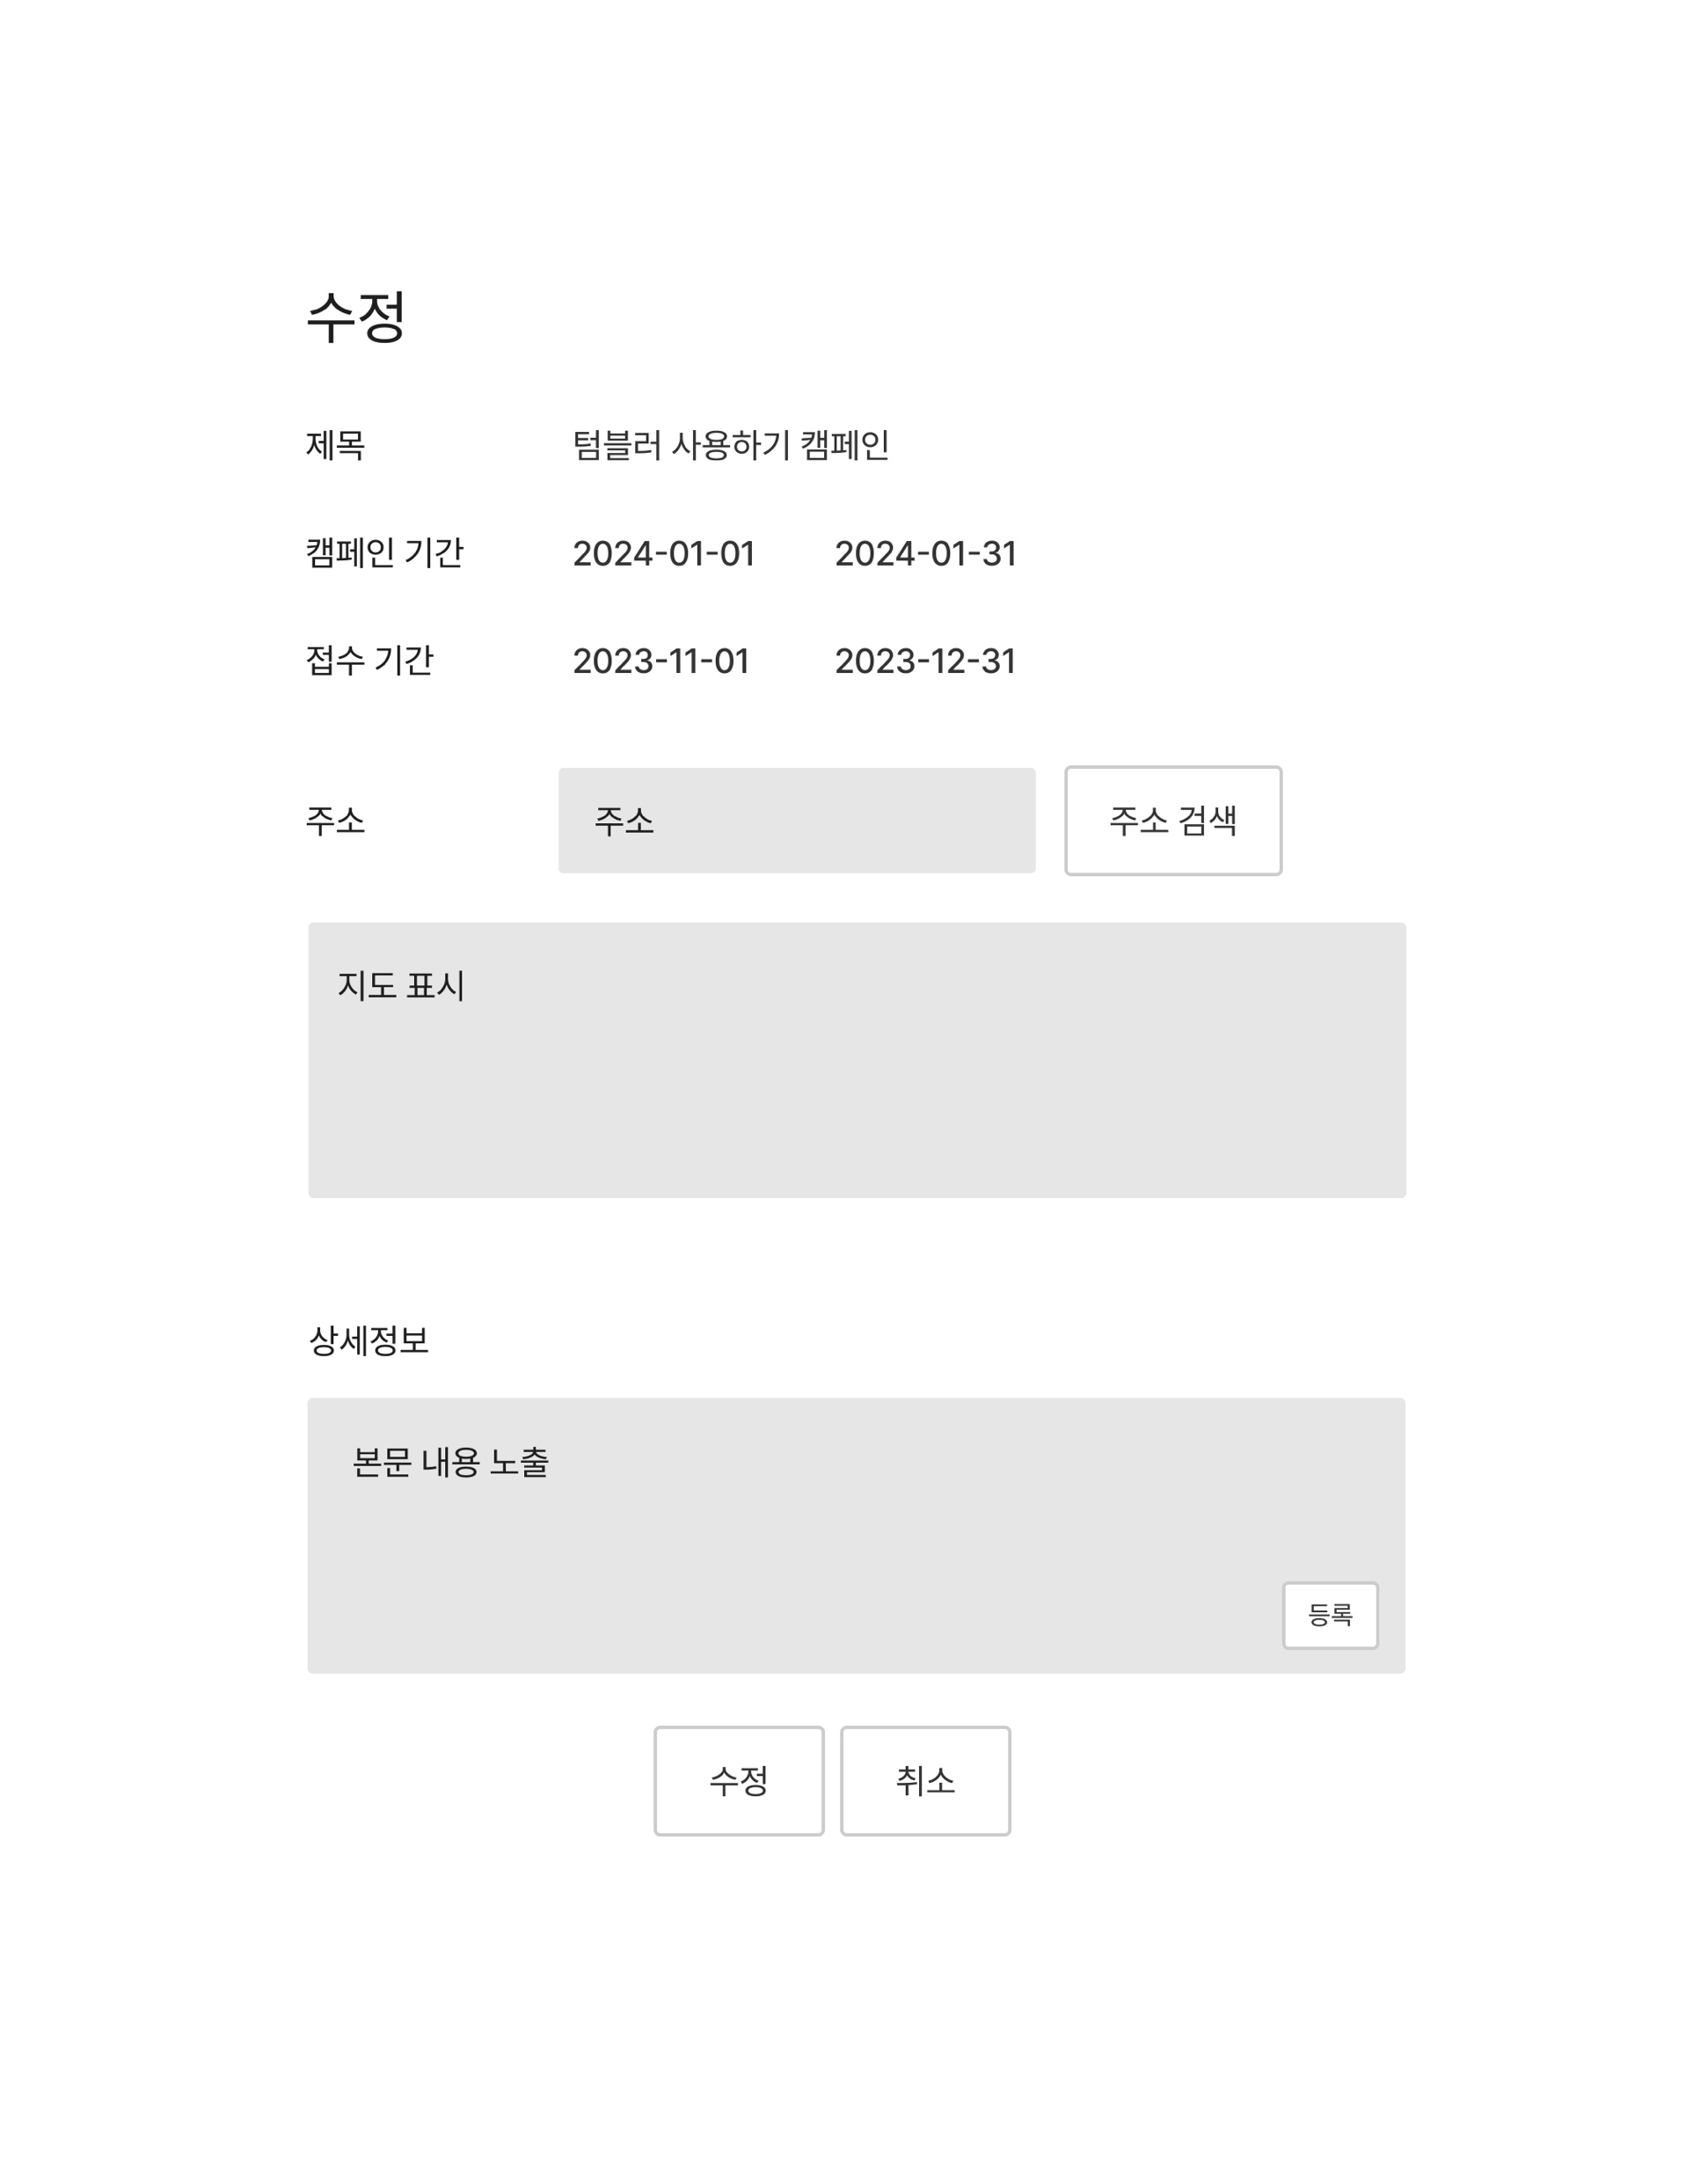 수정
제목 텀블러 사용하기 캠페인
캠페인 기간 2024-01-01 2024-01-31
접수 기간 2023-11-01 2023-12-31
주소 주소 주소 검색
지도 표시
상세정보
본문 내용 노출
등록
수정 취소